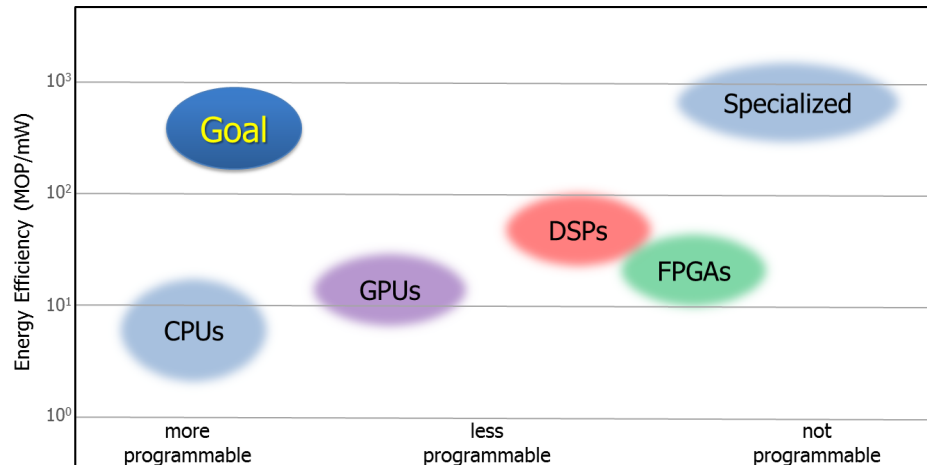 Energy Efficiency (MOP/mW)
10³
10²
10¹
10⁰
Goal
Specialized
DSPs
FPGAs
GPUs
CPUs
more
programmable
less
programmable
not
programmable